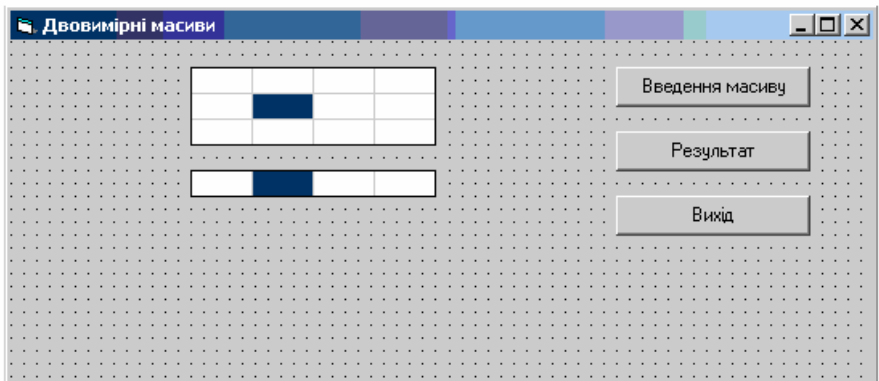 Двовимірні масиви
Введення масиву
Результат
Вихід